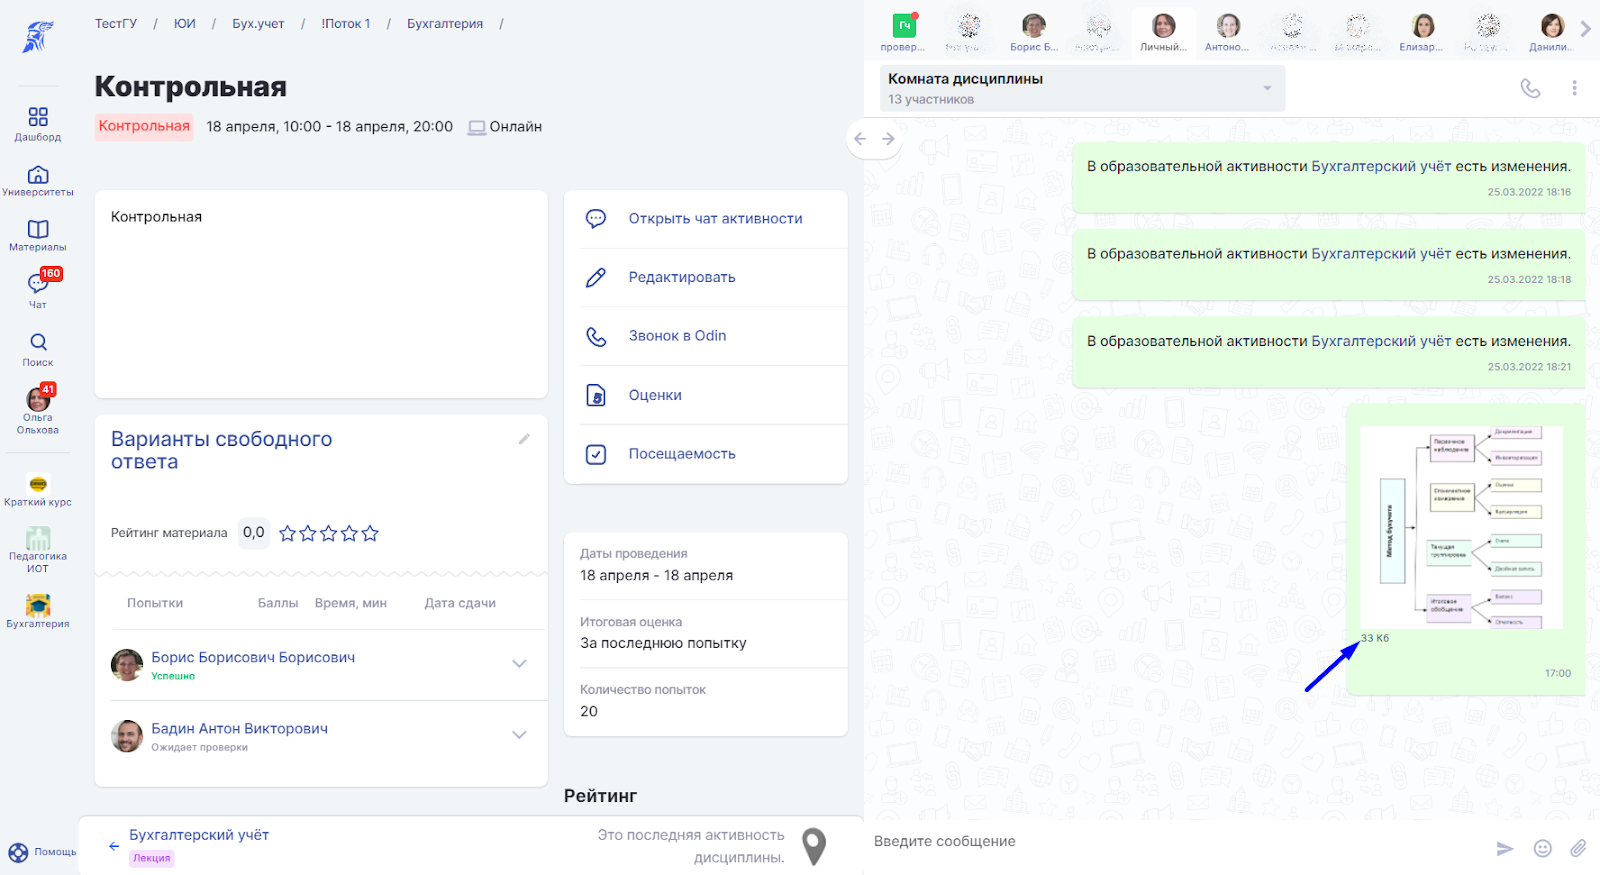 ТестГУ / ЮИ / Бух.учет / !Поток 1 / Бухгалтерия /
Контрольная
Контрольная 18 апреля, 10:00 - 18 апреля, 20:00 Онлайн
Дашборд
Университеты
Материалы
160
Чат
Поиск
41
Ольга
Ольхова
Краткий курс
Педагогика
ИОТ
Бухгалтерия
Помощь
Контрольная
Варианты свободного
ответа
Рейтинг материала 0,0
Попытки Баллы Время, мин Дата сдачи
Борис Борисович Борисович
Успешно
Бадин Антон Викторович
Ожидает проверки
Открыть чат активности
Редактировать
Звонок в Odin
Оценки
Посещаемость
Даты проведения
18 апреля - 18 апреля
Итоговая оценка
За последнюю попытку
Количество попыток
20
Рейтинг
Бухгалтерский учёт
Лекция
Это последняя активность
дисциплины.
Гч
провер... Борис Б... Личный... Антоно... Елизар... Данили...
Комната дисциплины
13 участников
В образовательной активности Бухгалтерский учёт есть изменения.
25.03.2022 18:16
В образовательной активности Бухгалтерский учёт есть изменения.
25.03.2022 18:18
В образовательной активности Бухгалтерский учёт есть изменения.
25.03.2022 18:21
Метод бухучета
Первичное
наблюдение
Документация
Инвентаризация
Стоимостное
измерение
Оценка
Калькуляция
Текущая
группировка
Счета
Двойная запись
Итоговое
обобщение
Баланс
Отчетность
33 Кб
17:00
Введите сообщение